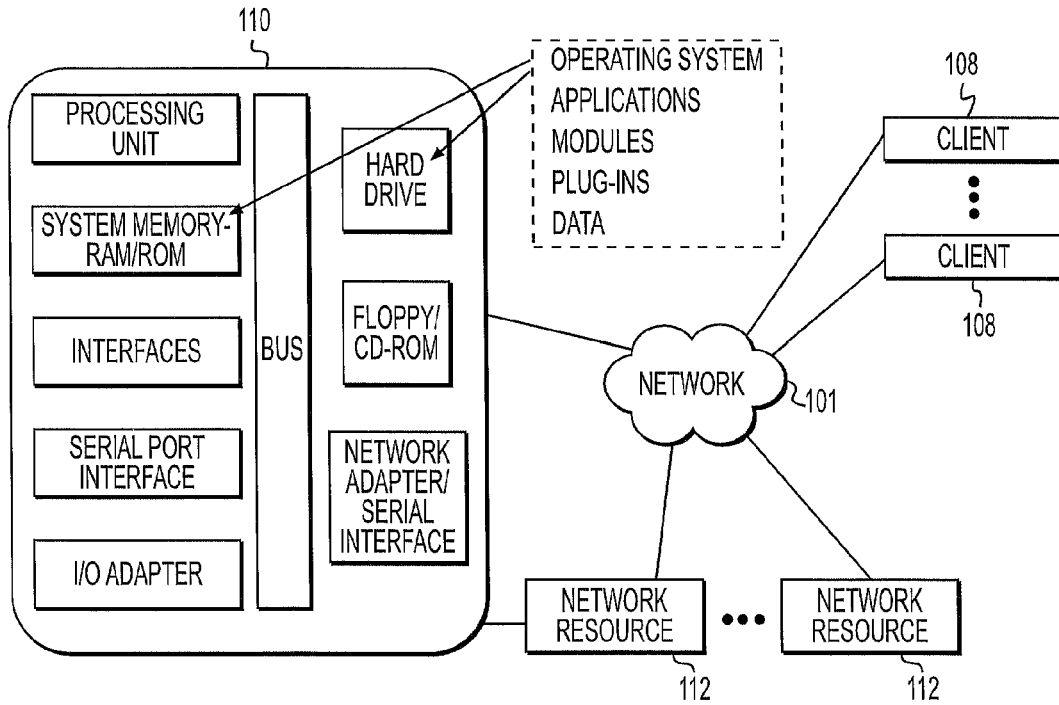 110
PROCESSING
UNIT
SYSTEM MEMORY-
RAM/ROM
INTERFACES
SERIAL PORT
INTERFACE
I/O ADAPTER
BUS
HARD
DRIVE
FLOPPY/
CD-ROM
NETWORK
ADAPTER/
SERIAL
INTERFACE
OPERATING SYSTEM
APPLICATIONS
MODULES
PLUG-INS
DATA
108
CLIENT
CLIENT
108
NETWORK
101
NETWORK
RESOURCE
112
NETWORK
RESOURCE
112